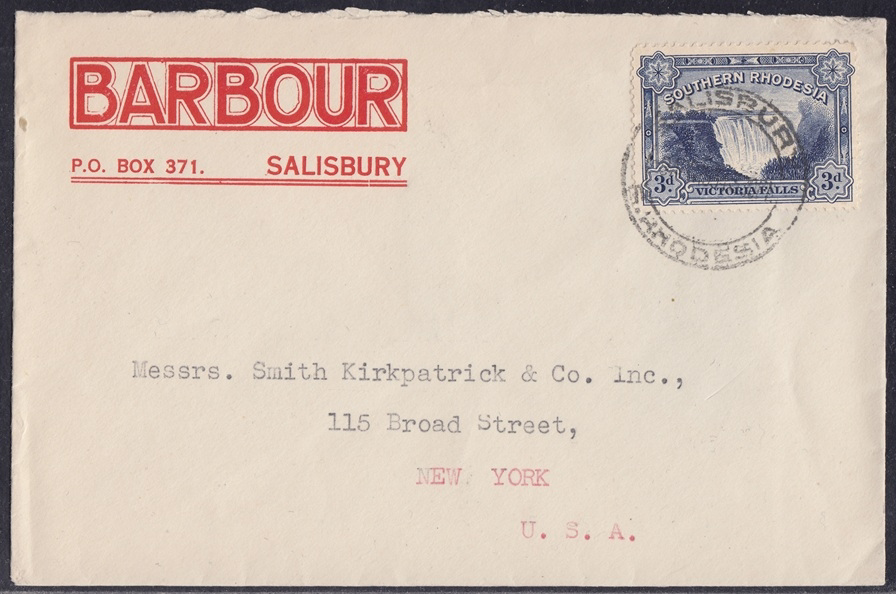 BARBOUR
P.O. BOX 371. SALISBURY
SOUTHERN RHODESIA
3d VICTORIA FALLS 3d
SALISBURY
S. RHODESIA
Messrs. Smith Kirkpatrick & Co. Inc.,
115 Broad Street,
NEW YORK
U. S. A.